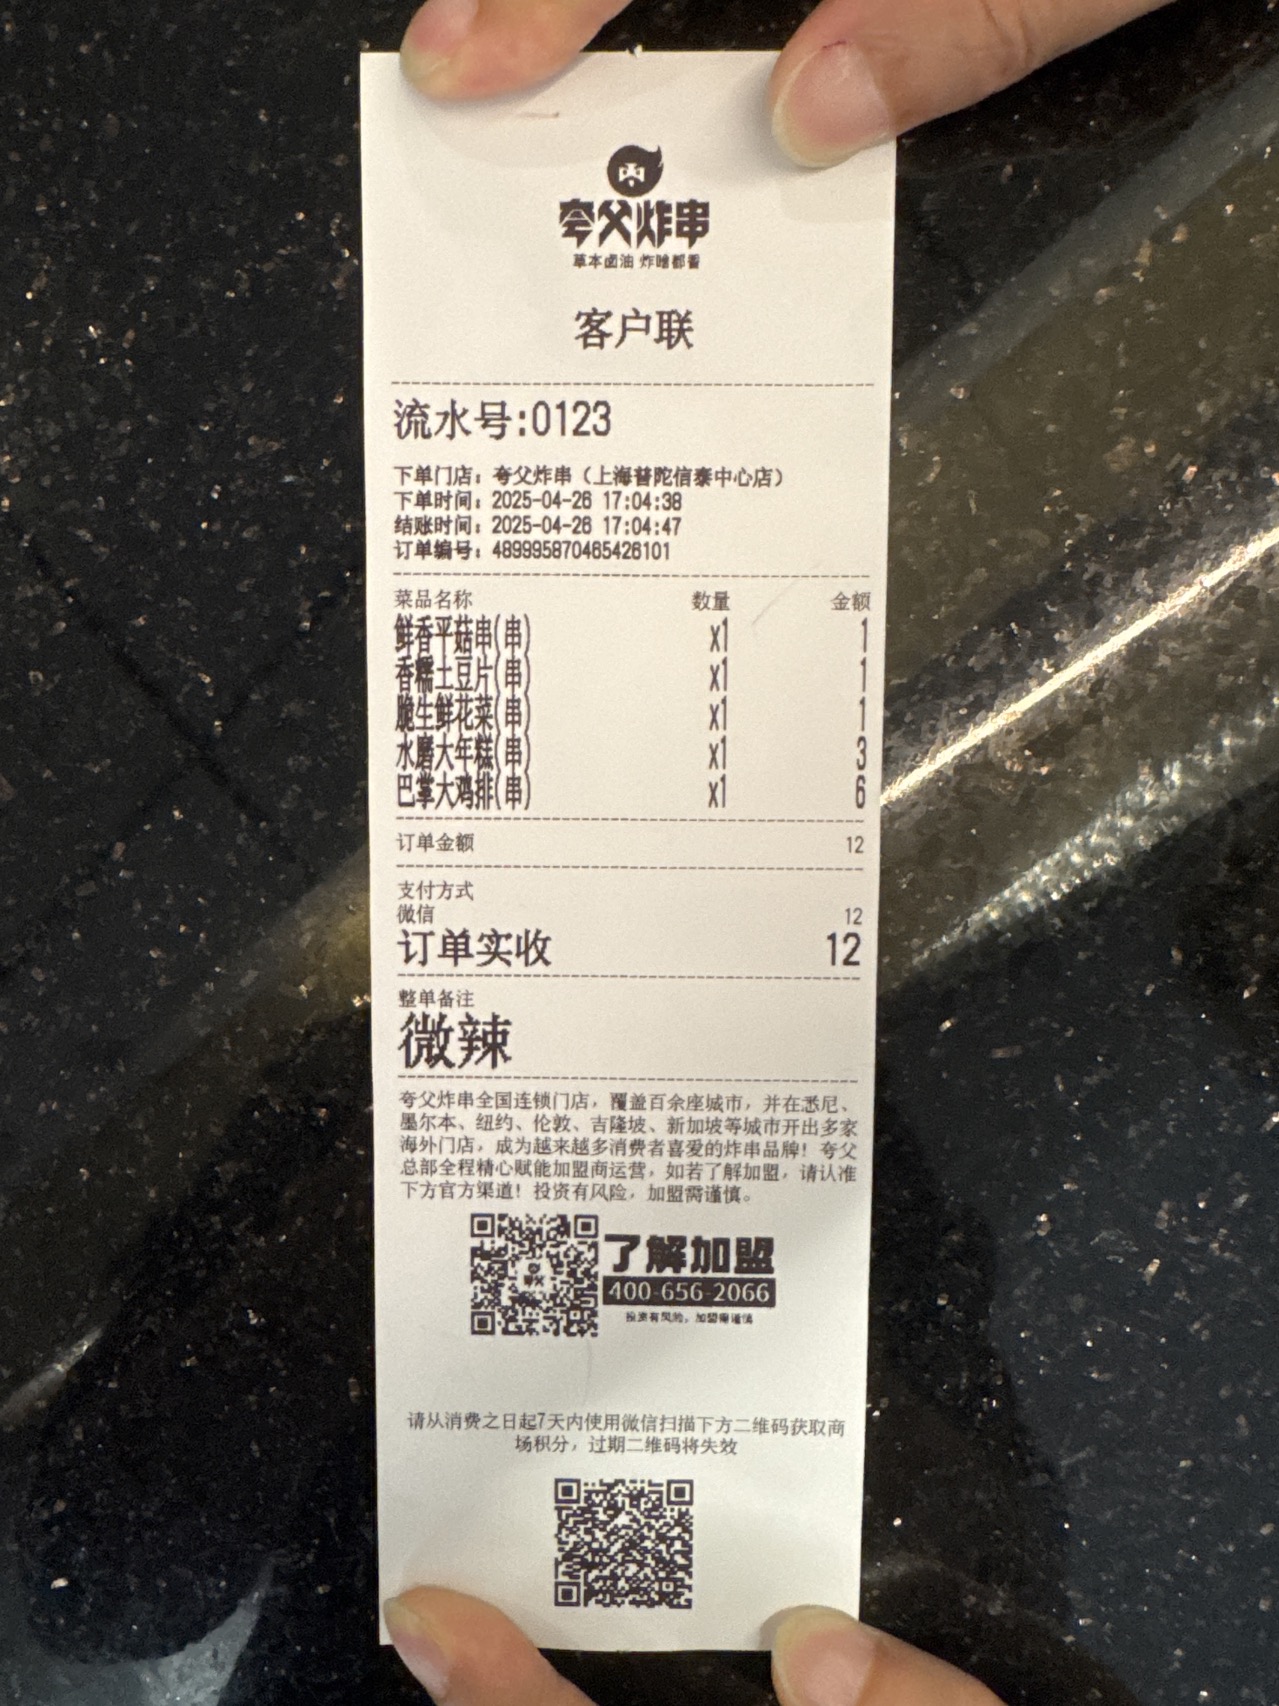 夸父炸串
草本卤油 炸啥都香
客户联
流水号:0123
下单门店：夸父炸串（上海普陀信泰中心店）
下单时间：2025-04-26 17:04:38
结账时间：2025-04-26 17:04:47
订单编号：489995870465426101
菜品名称 数量 金额
鲜香平菇串(串) x1 1
香糯土豆片(串) x1 1
脆生鲜花菜(串) x1 1
水磨大年糕(串) x1 3
巴掌大鸡排(串) x1 6
订单金额 12
支付方式
微信 12
订单实收 12
整单备注
微辣
夸父炸串全国连锁门店，覆盖百余座城市，并在悉尼、
墨尔本、纽约、伦敦、吉隆坡、新加坡等城市开出多家
海外门店，成为越来越多消费者喜爱的炸串品牌！夸父
总部全程精心赋能加盟商运营，如若了解加盟，请认准
下方官方渠道！投资有风险，加盟需谨慎。
夸父
了解加盟
400-656-2066
投资有风险，加盟需谨慎
请从消费之日起7天内使用微信扫描下方二维码获取商
场积分，过期二维码将失效